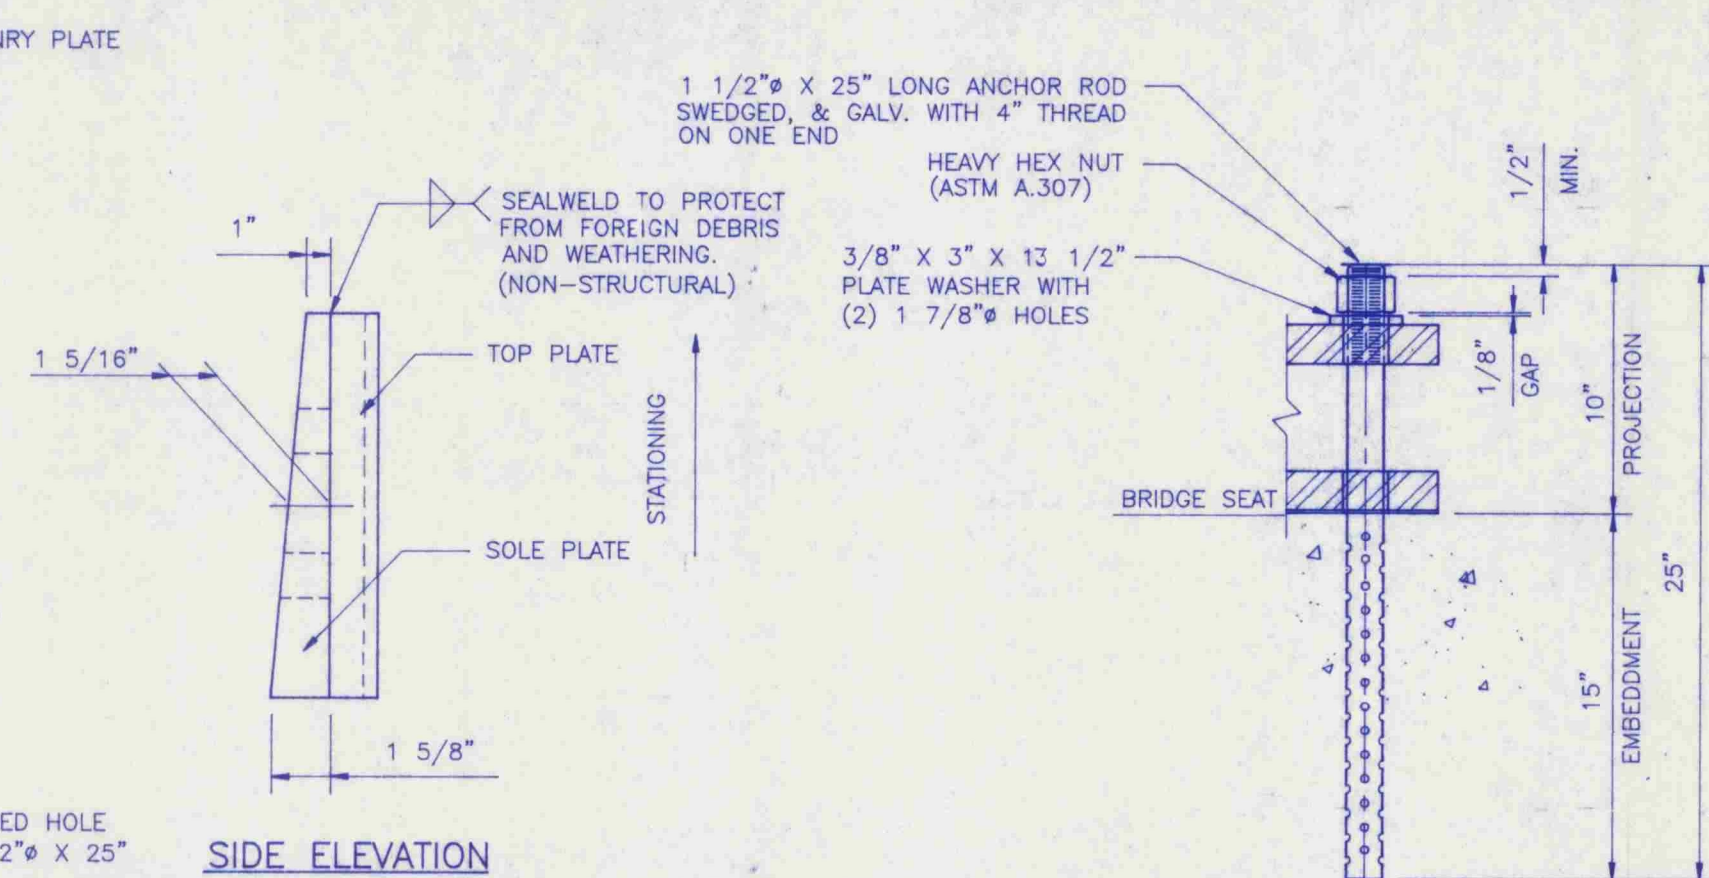 PLATE
1 1/2"ø X 25" LONG ANCHOR ROD
SWEDGED, & GALV. WITH 4" THREAD
ON ONE END
HEAVY HEX NUT
(ASTM A.307)
3/8" X 3" X 13 1/2"
PLATE WASHER WITH
(2) 1 7/8"ø HOLES
SEALWELD TO PROTECT
FROM FOREIGN DEBRIS
AND WEATHERING.
(NON-STRUCTURAL)
1"
1 5/16"
TOP PLATE
SOLE PLATE
STATIONING
1 5/8"
1/2"
MIN.
1/8"
GAP
10"
PROJECTION
BRIDGE SEAT
15"
EMBEDDMENT
25"
HOLE
2"ø X 25"
SIDE ELEVATION